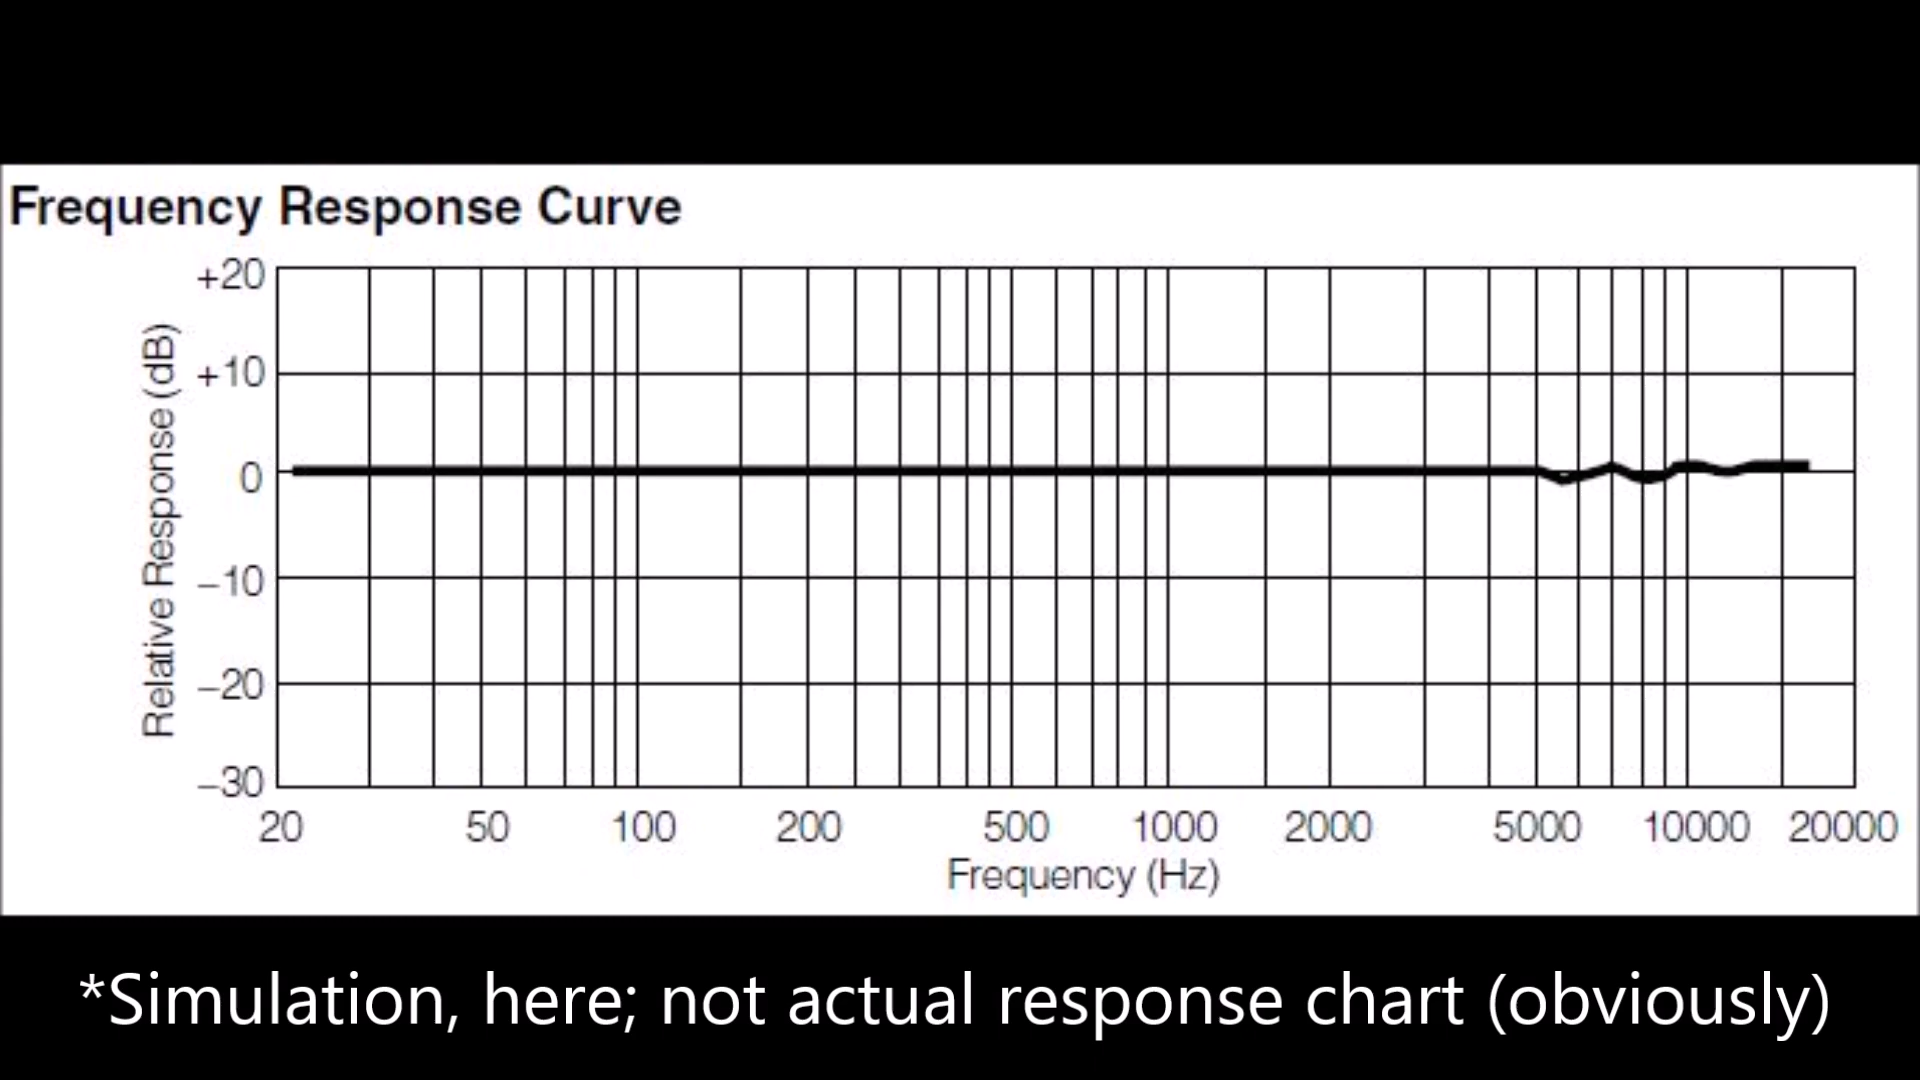 Frequency Response Curve
+20
+10
0
–10
–20
–30
Relative Response (dB)
20 50 100 200 500 1000 2000 5000 10000 20000
Frequency (Hz)
*Simulation, here; not actual response chart (obviously)